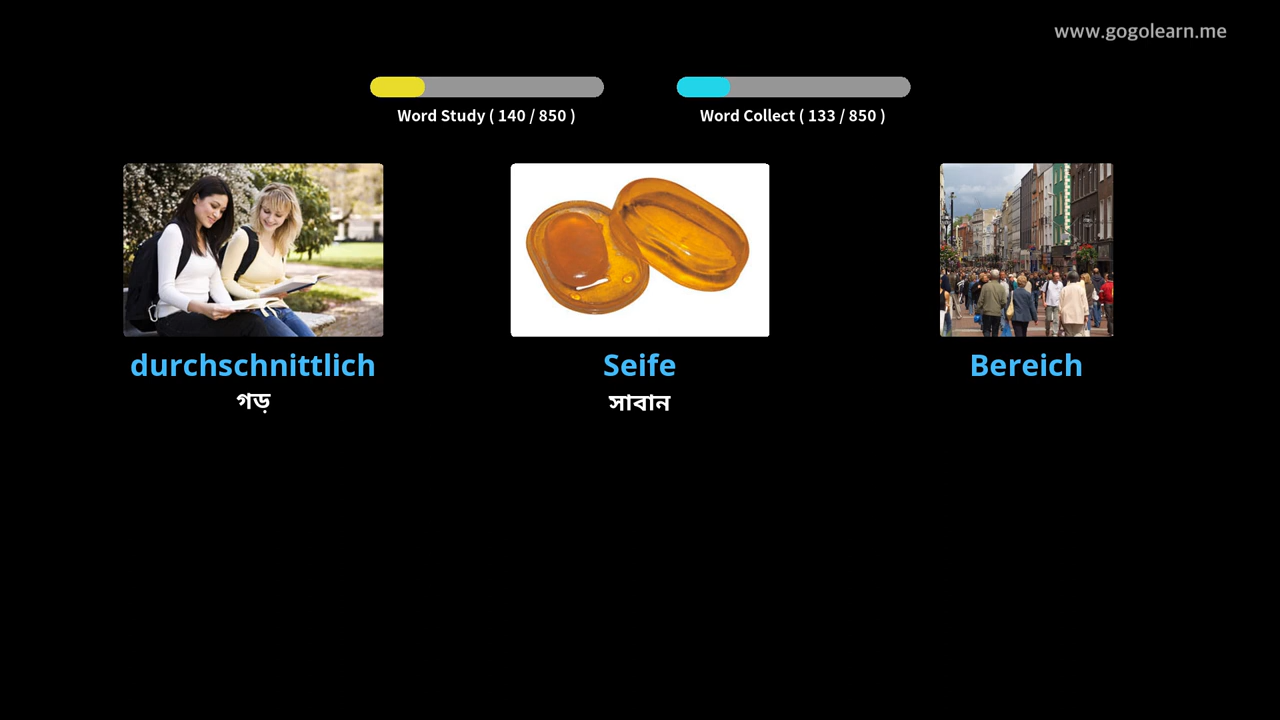 www.gogolearn.me
Word Study ( 140 / 850 )
Word Collect ( 133 / 850 )
durchschnittlich
Seife
Bereich
গড়
সাবান